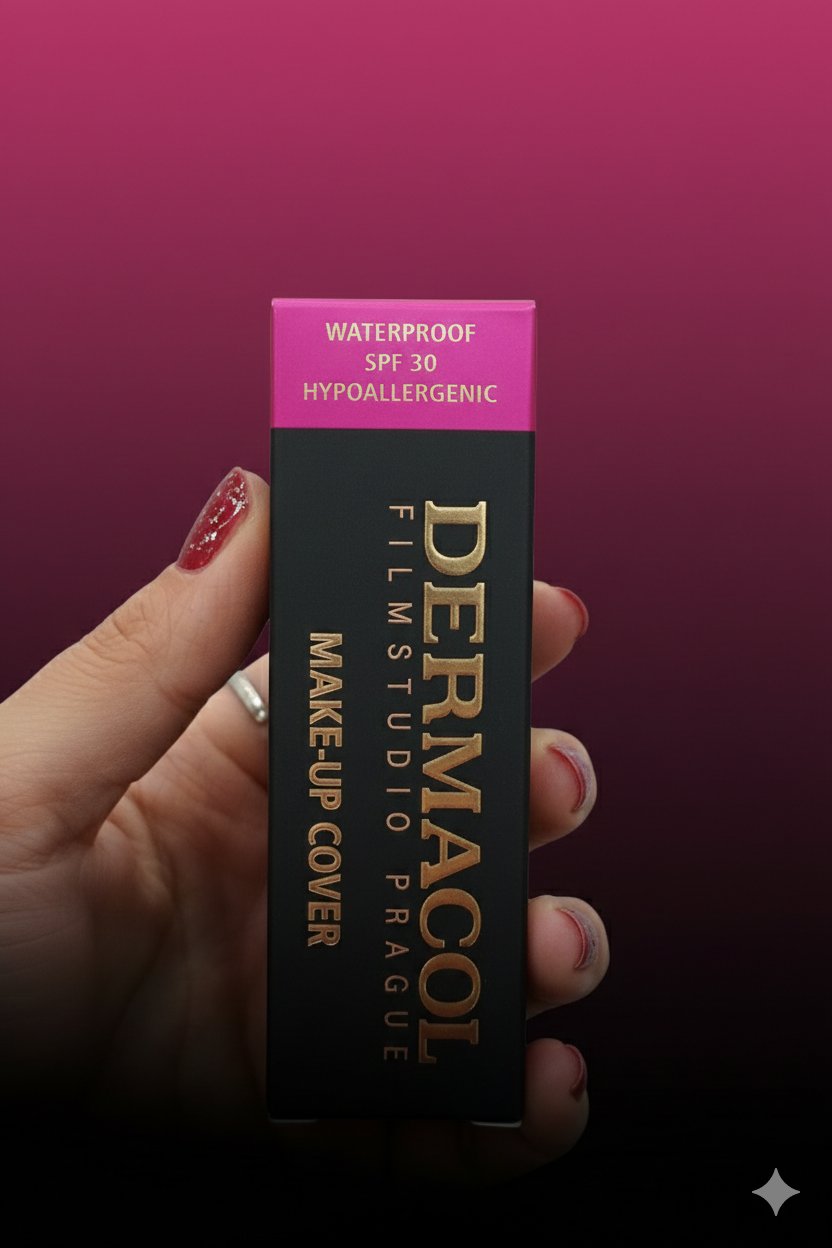 WATERPROOF
SPF 30
HYPOALLERGENIC
DERMACOL
FILMSTUDIO PRAGUE
MAKE-UP COVER